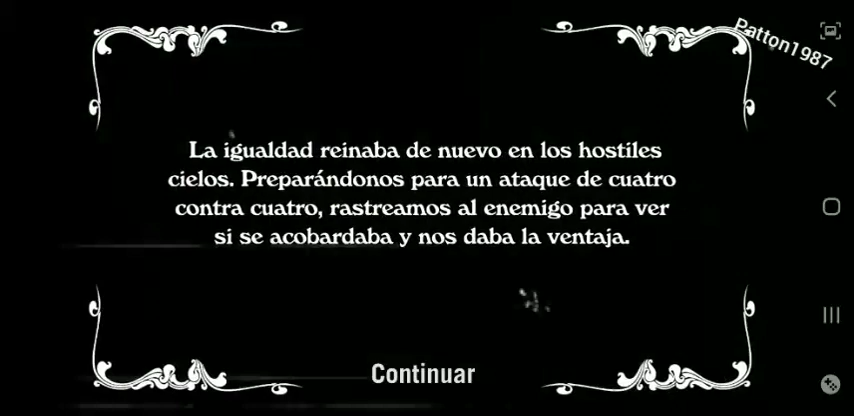 Patton1987
La igualdad reinaba de nuevo en los hostiles
cielos. Preparándonos para un ataque de cuatro
contra cuatro, rastreamos al enemigo para ver
si se acobardaba y nos daba la ventaja.
Continuar